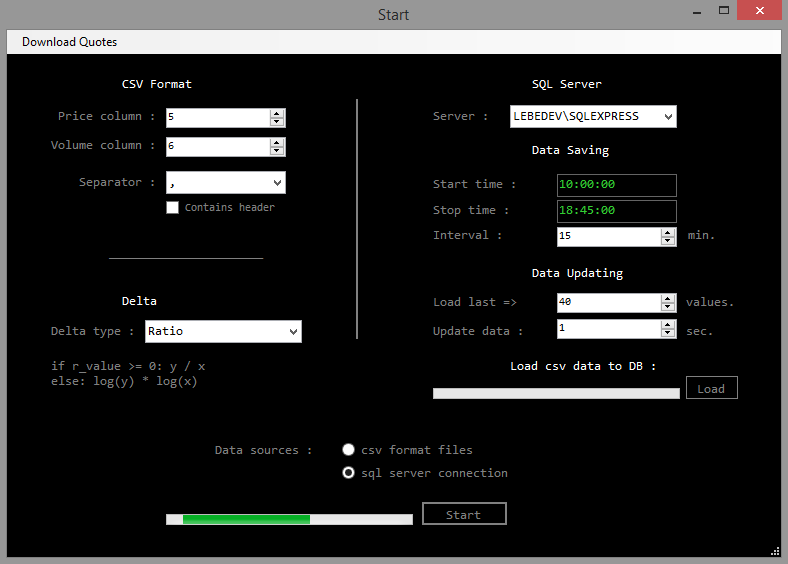 Start
Download Quotes
CSV Format
Price column : 5
Volume column : 6
Separator : ,
Contains header
Delta
Delta type : Ratio
if r_value >= 0: y / x
else: log(y) * log(x)
SQL Server
Server : LEBEDEV\SQLEXPRESS
Data Saving
Start time : 10:00:00
Stop time : 18:45:00
Interval : 15 min.
Data Updating
Load last => 40 values.
Update data : 1 sec.
Load csv data to DB :
Load
Data sources : csv format files
sql server connection
Start